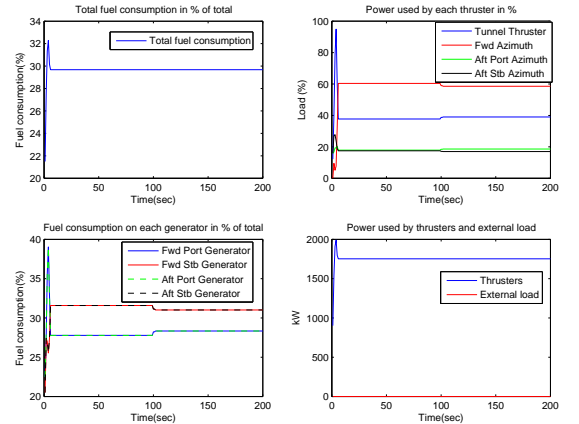 Total fuel consumption in % of total
34
32
30
28
26
24
22
20
Fuel consumption(%)
Total fuel consumption
0
50
100
150
200
Time(sec)
Power used by each thruster in %
100
80
60
40
20
0
Load (%)
Tunnel Thruster
Fwd Azimuth
Aft Port Azimuth
Aft Stb Azimuth
0
50
100
150
200
Time(sec)
Fuel consumption on each generator in % of total
40
35
30
25
20
Fuel consumption(%)
Fwd Port Generator
Fwd Stb Generator
Aft Port Generator
Aft Stb Generator
0
50
100
150
200
Time(sec)
Power used by thrusters and external load
2000
1500
1000
500
0
kW
Thrusters
External load
0
50
100
150
200
Time(sec)